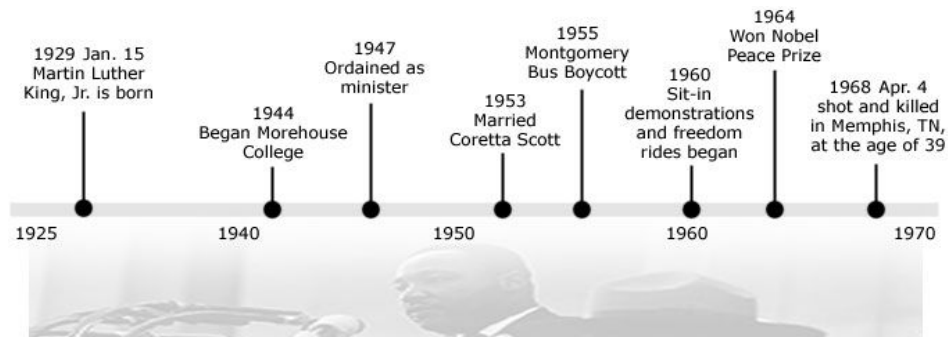 1929 Jan. 15
Martin Luther
King, Jr. is born
1944
Began Morehouse
College
1947
Ordained as
minister
1953
Married
Coretta Scott
1955
Montgomery
Bus Boycott
1960
Sit-in
demonstrations
and freedom
rides began
1964
Won Nobel
Peace Prize
1968 Apr. 4
shot and killed
in Memphis, TN,
at the age of 39
1925
1940
1950
1960
1970